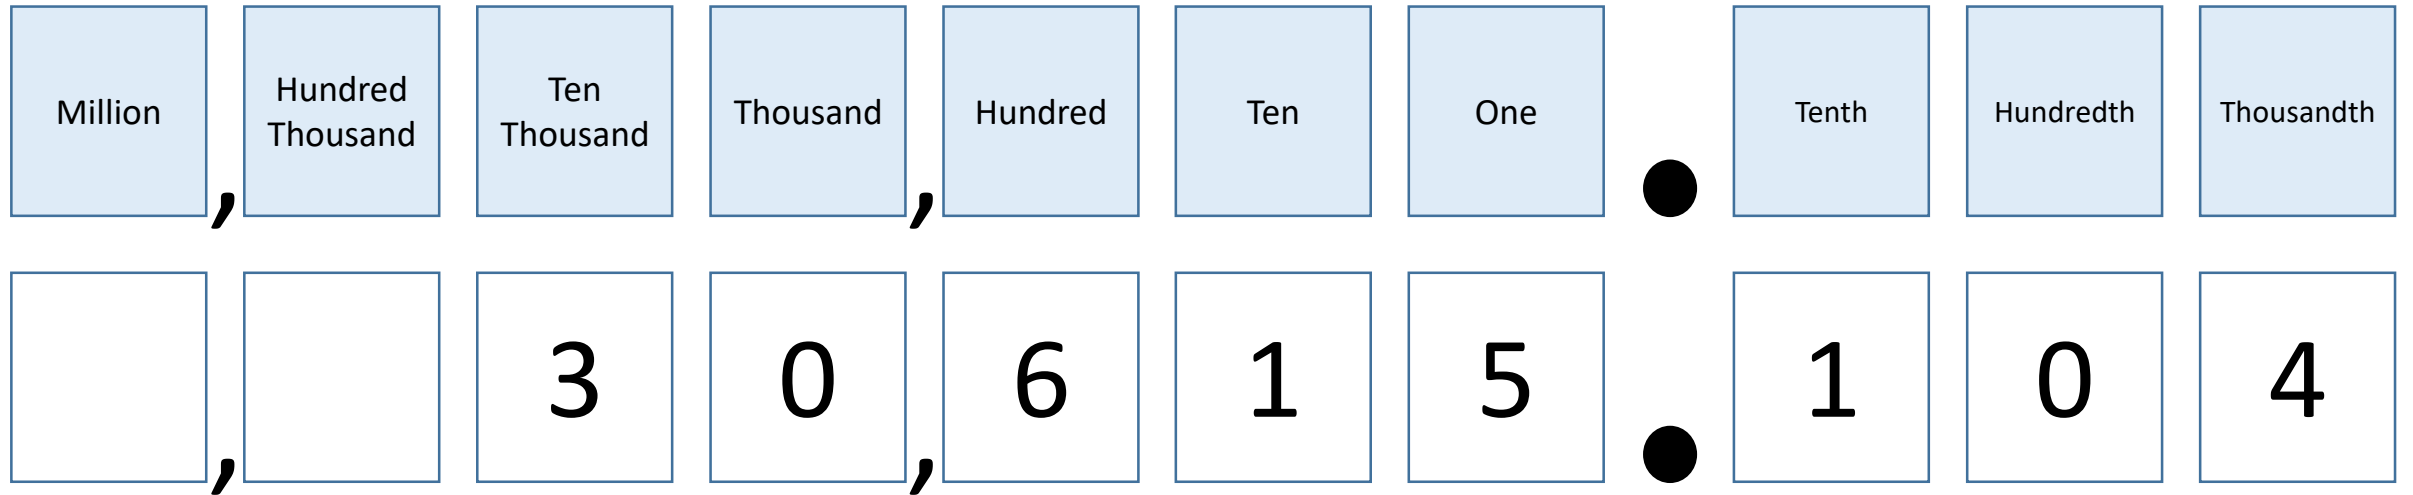 Million , Hundred Thousand Ten Thousand Thousand , Hundred Ten One . Tenth Hundredth Thousandth
, 3 0 , 6 1 5 . 1 0 4